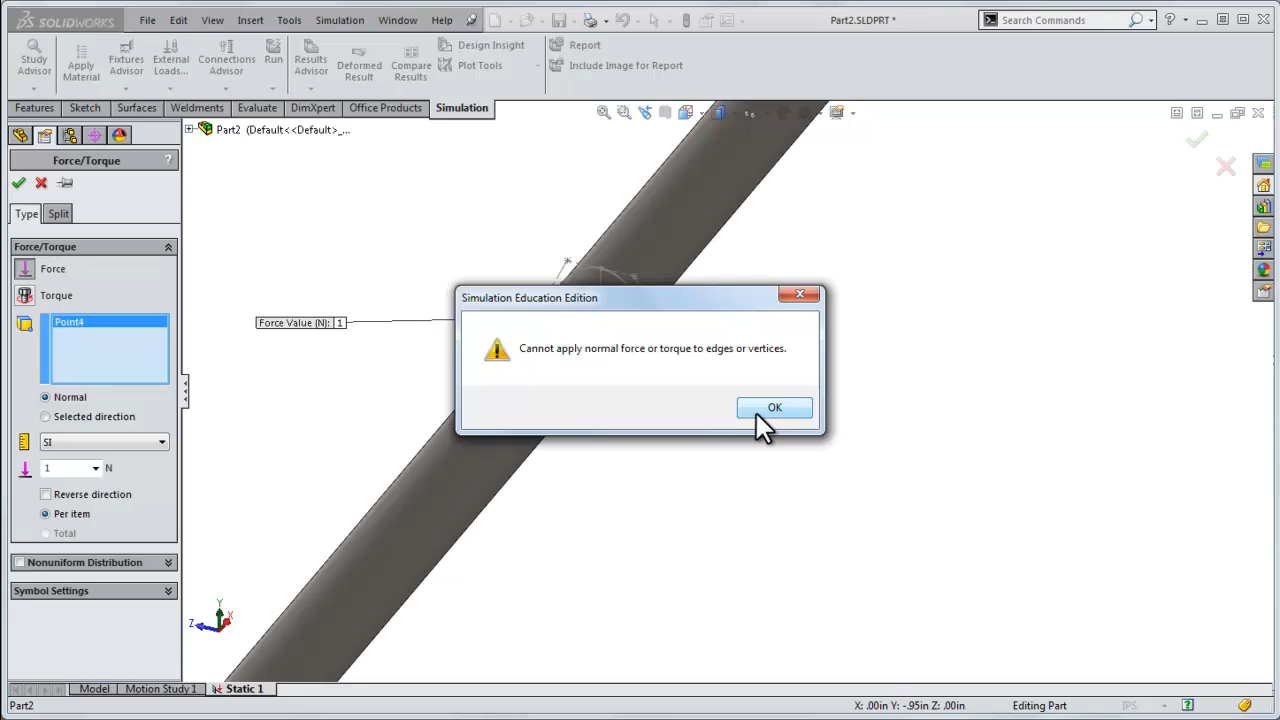 SOLIDWORKS
File Edit View Insert Tools Simulation Window Help
Part2.SLDPRT *
Search Commands
Study Advisor
Apply Material
Fixtures Advisor
External Loads...
Connections Advisor
Run
Results Advisor
Deformed Result
Compare Results
Design Insight
Plot Tools
Report
Include Image for Report
Features Sketch Surfaces Weldments Evaluate DimXpert Office Products Simulation
Part2 (Default<<Default>_...
Force/Torque ?
Type Split
Force/Torque
Force
Torque
Point4
Normal
Selected direction
SI
1 N
Reverse direction
Per item
Total
Nonuniform Distribution
Symbol Settings
Force Value (N): 1
Simulation Education Edition
Cannot apply normal force or torque to edges or vertices.
OK
Y
Z X
Model Motion Study 1 Static 1
Part2 X: .00in Y: -.95in Z: .00in Editing Part IPS ?